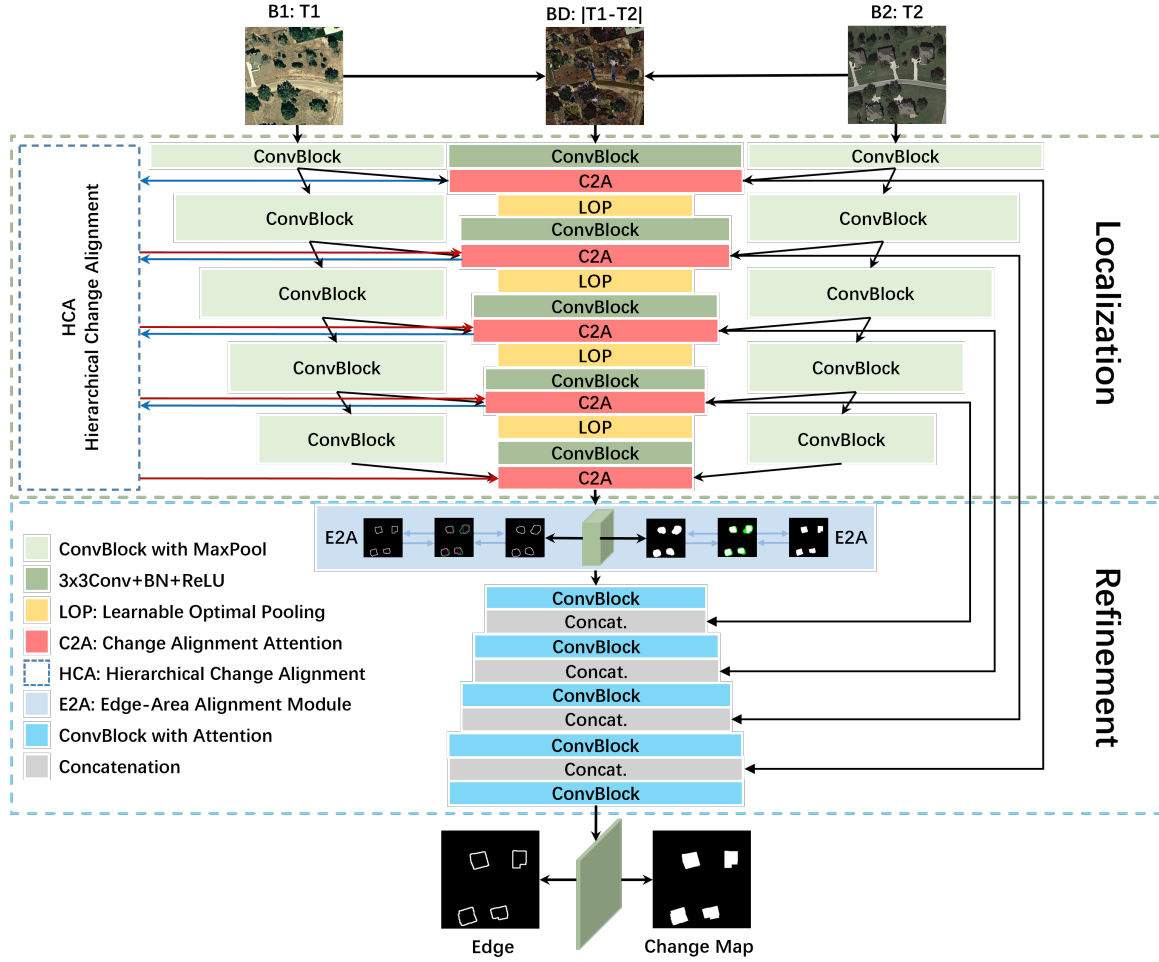 B1: T1
BD: |T1-T2|
B2: T2
ConvBlock
ConvBlock
ConvBlock
C2A
LOP
ConvBlock
ConvBlock
ConvBlock
C2A
LOP
ConvBlock
ConvBlock
ConvBlock
C2A
LOP
ConvBlock
ConvBlock
ConvBlock
C2A
LOP
ConvBlock
ConvBlock
ConvBlock
C2A
HCA
Hierarchical Change Alignment
Localization
E2A
E2A
ConvBlock
Concat.
ConvBlock
Concat.
ConvBlock
Concat.
ConvBlock
Concat.
ConvBlock
Refinement
ConvBlock with MaxPool
3x3Conv+BN+ReLU
LOP: Learnable Optimal Pooling
C2A: Change Alignment Attention
HCA: Hierarchical Change Alignment
E2A: Edge-Area Alignment Module
ConvBlock with Attention
Concatenation
Edge
Change Map